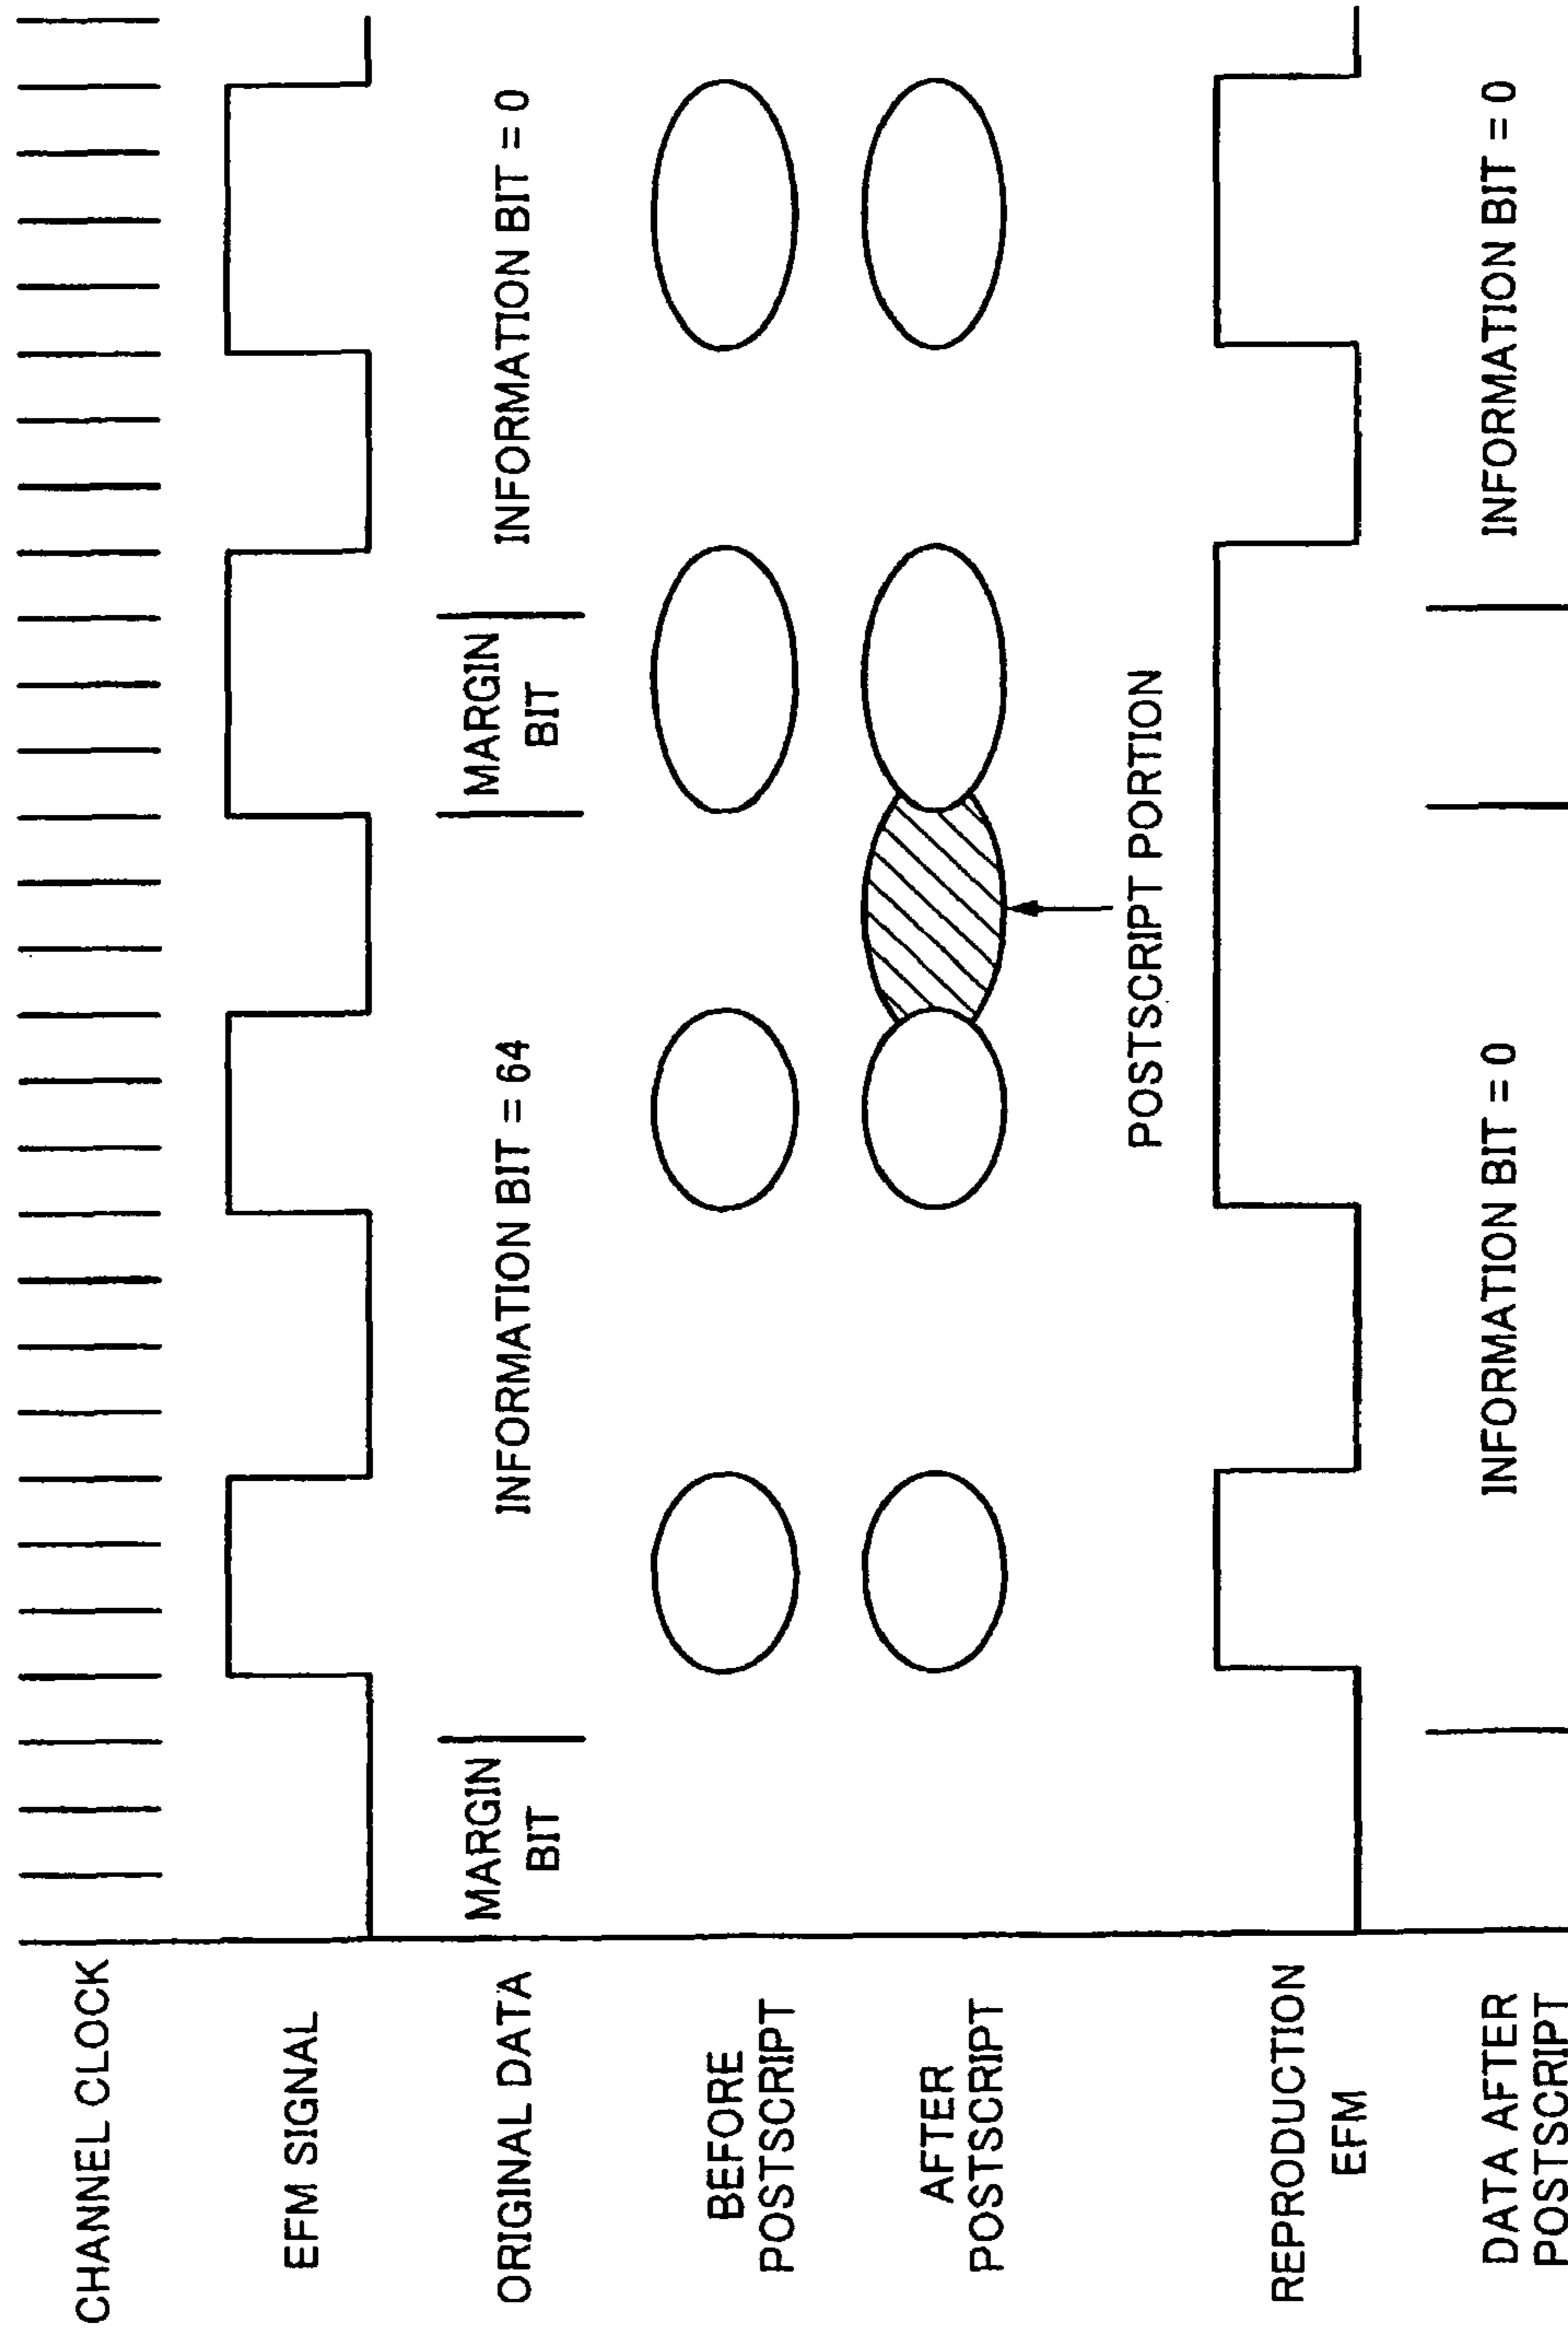 CHANNEL CLOCK
EFM SIGNAL
ORIGINAL DATA
MARGIN
BIT
INFORMATION BIT = 64
MARGIN
BIT
INFORMATION BIT = 0
BEFORE
POSTSCRIPT
AFTER
POSTSCRIPT
POSTSCRIPT PORTION
REPRODUCTION
EFM
DATA AFTER
POSTSCRIPT
INFORMATION BIT = 0
INFORMATION BIT = 0